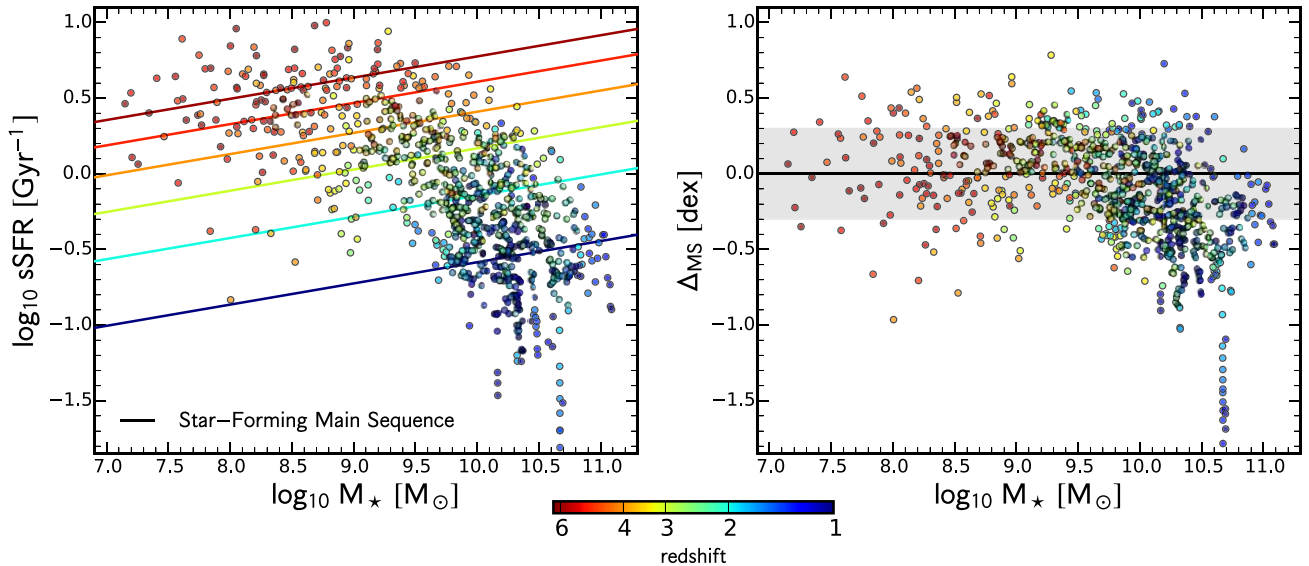 1.0
0.5
0.0
−0.5
−1.0
−1.5
log₁₀ sSFR [Gyr⁻¹]
Star−Forming Main Sequence
7.0 7.5 8.0 8.5 9.0 9.5 10.0 10.5 11.0
log₁₀ M⋆ [M⊙]
1.0
0.5
0.0
−0.5
−1.0
−1.5
Δ_MS [dex]
7.0 7.5 8.0 8.5 9.0 9.5 10.0 10.5 11.0
log₁₀ M⋆ [M⊙]
6 4 3 2 1
redshift